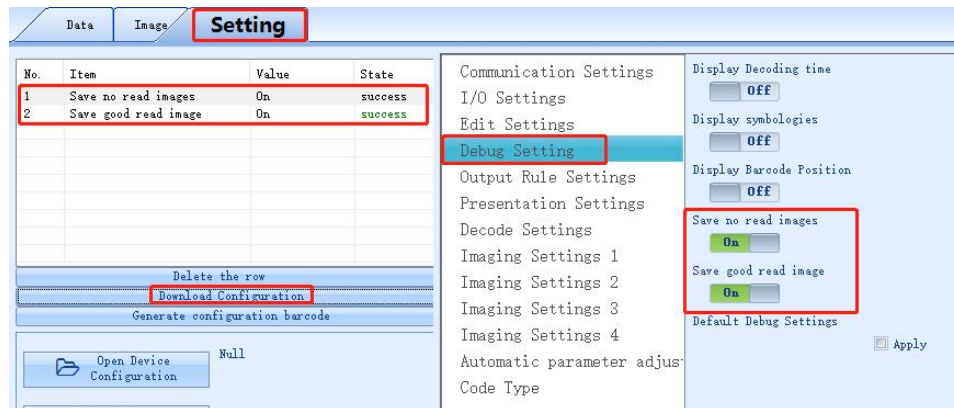 Data Image Setting
No. Item Value State
1 Save no read images On success
2 Save good read image On success
Delete the row
Download Configuration
Generate configuration barcode
Open Device
Configuration
Null
Communication Settings
I/O Settings
Edit Settings
Debug Setting
Output Rule Settings
Presentation Settings
Decode Settings
Imaging Settings 1
Imaging Settings 2
Imaging Settings 3
Imaging Settings 4
Automatic parameter adjus
Code Type
Display Decoding time
Off
Display symbologies
Off
Display Barcode Position
Off
Save no read images
On
Save good read image
On
Default Debug Settings
Apply